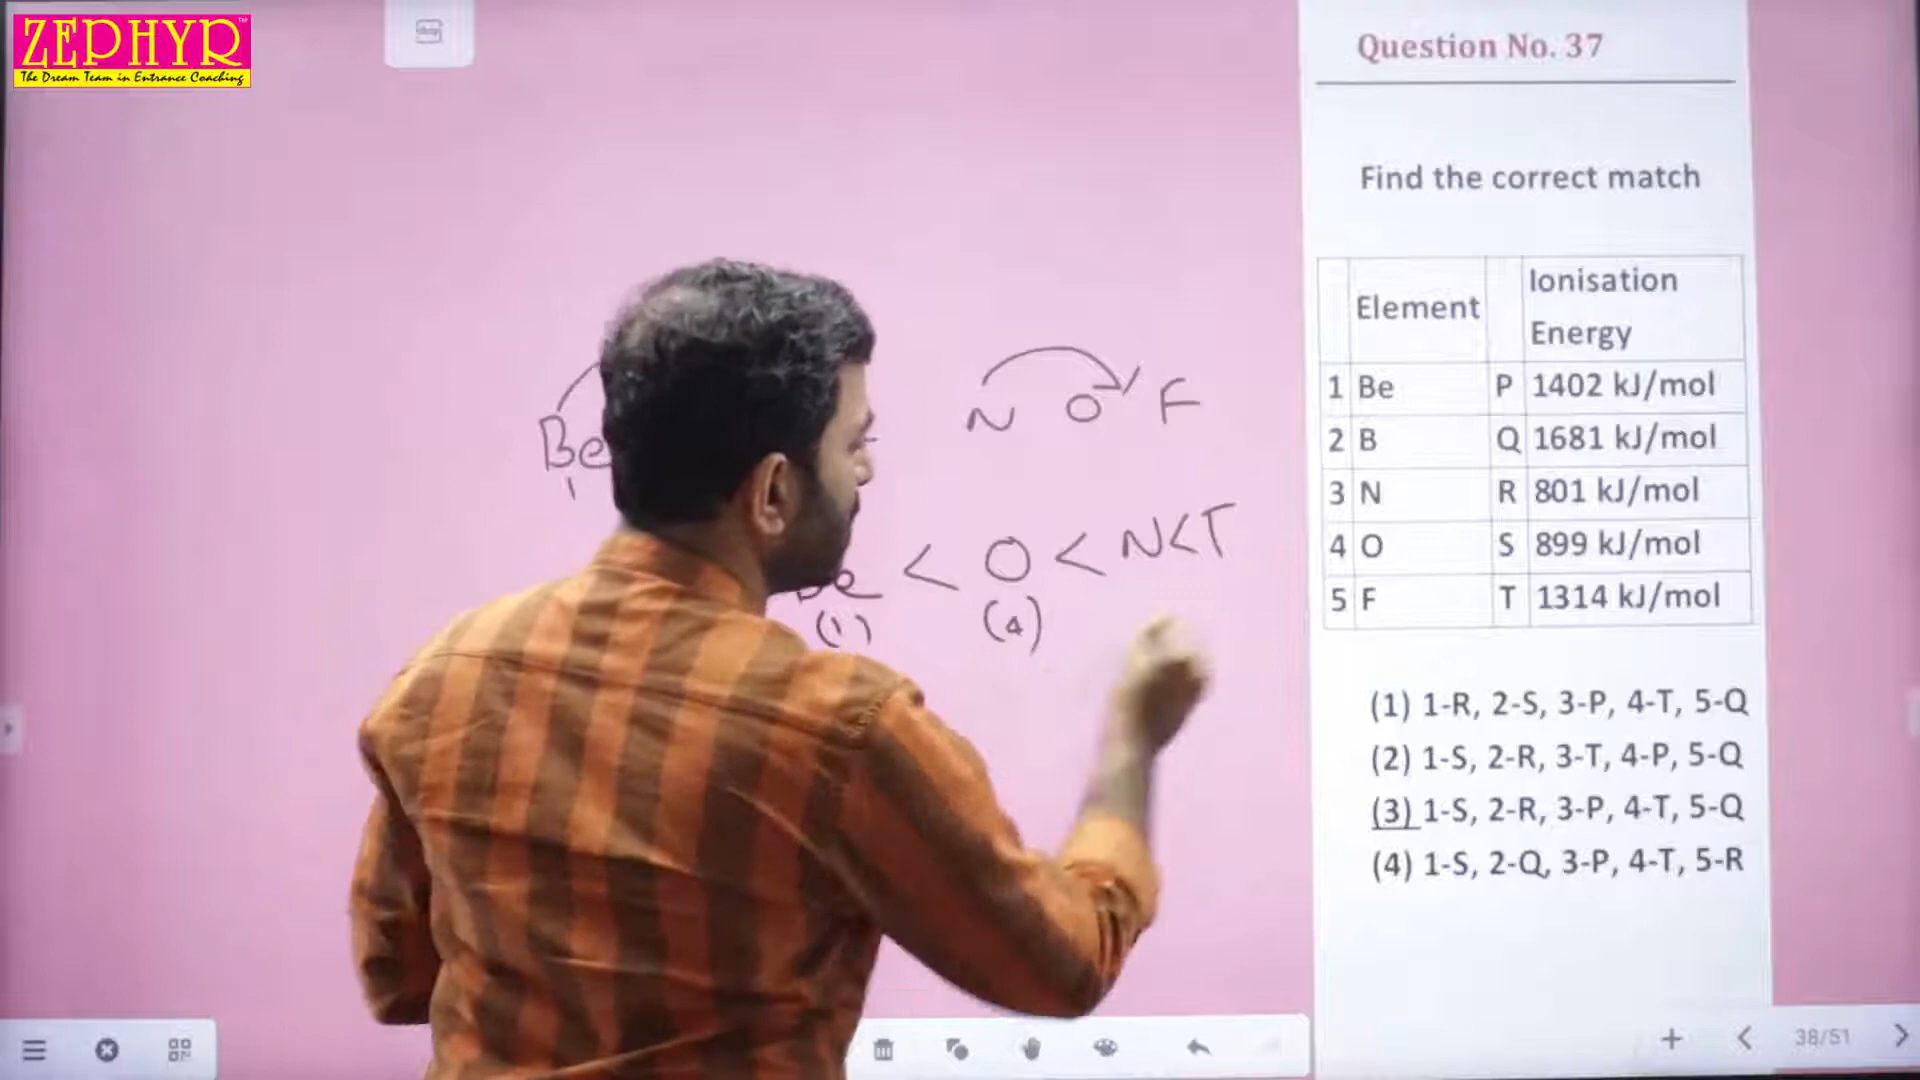 ZEPHYR
The Dream Team in Entrance Coaching
Question No. 37
Find the correct match
Element Ionisation Energy
1 Be P 1402 kJ/mol
2 B Q 1681 kJ/mol
3 N R 801 kJ/mol
4 O S 899 kJ/mol
5 F T 1314 kJ/mol
(1) 1-R, 2-S, 3-P, 4-T, 5-Q
(2) 1-S, 2-R, 3-T, 4-P, 5-Q
(3) 1-S, 2-R, 3-P, 4-T, 5-Q
(4) 1-S, 2-Q, 3-P, 4-T, 5-R
Be N O F
1
< O < N <
(1) (4)
38/51